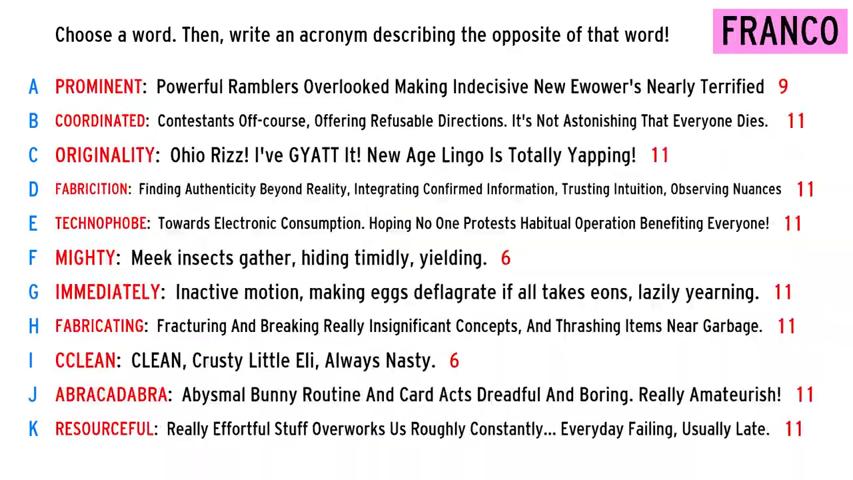 Choose a word. Then, write an acronym describing the opposite of that word!
FRANCO
A PROMINENT: Powerful Ramblers Overlooked Making Indecisive New Ewower's Nearly Terrified 9
B COORDINATED: Contestants Off-course, Offering Refusable Directions. It's Not Astonishing That Everyone Dies. 11
C ORIGINALITY: Ohio Rizz! I've GYATT It! New Age Lingo Is Totally Yapping! 11
D FABRICITION: Finding Authenticity Beyond Reality, Integrating Confirmed Information, Trusting Intuition, Observing Nuances 11
E TECHNOPHOBE: Towards Electronic Consumption. Hoping No One Protests Habitual Operation Benefiting Everyone! 11
F MIGHTY: Meek insects gather, hiding timidly, yielding. 6
G IMMEDIATELY: Inactive motion, making eggs deflagrate if all takes eons, lazily yearning. 11
H FABRICATING: Fracturing And Breaking Really Insignificant Concepts, And Thrashing Items Near Garbage. 11
I CCLEAN: CLEAN, Crusty Little Eli, Always Nasty. 6
J ABRACADABRA: Abysmal Bunny Routine And Card Acts Dreadful And Boring. Really Amateurish! 11
K RESOURCEFUL: Really Effortful Stuff Overworks Us Roughly Constantly... Everyday Failing, Usually Late. 11